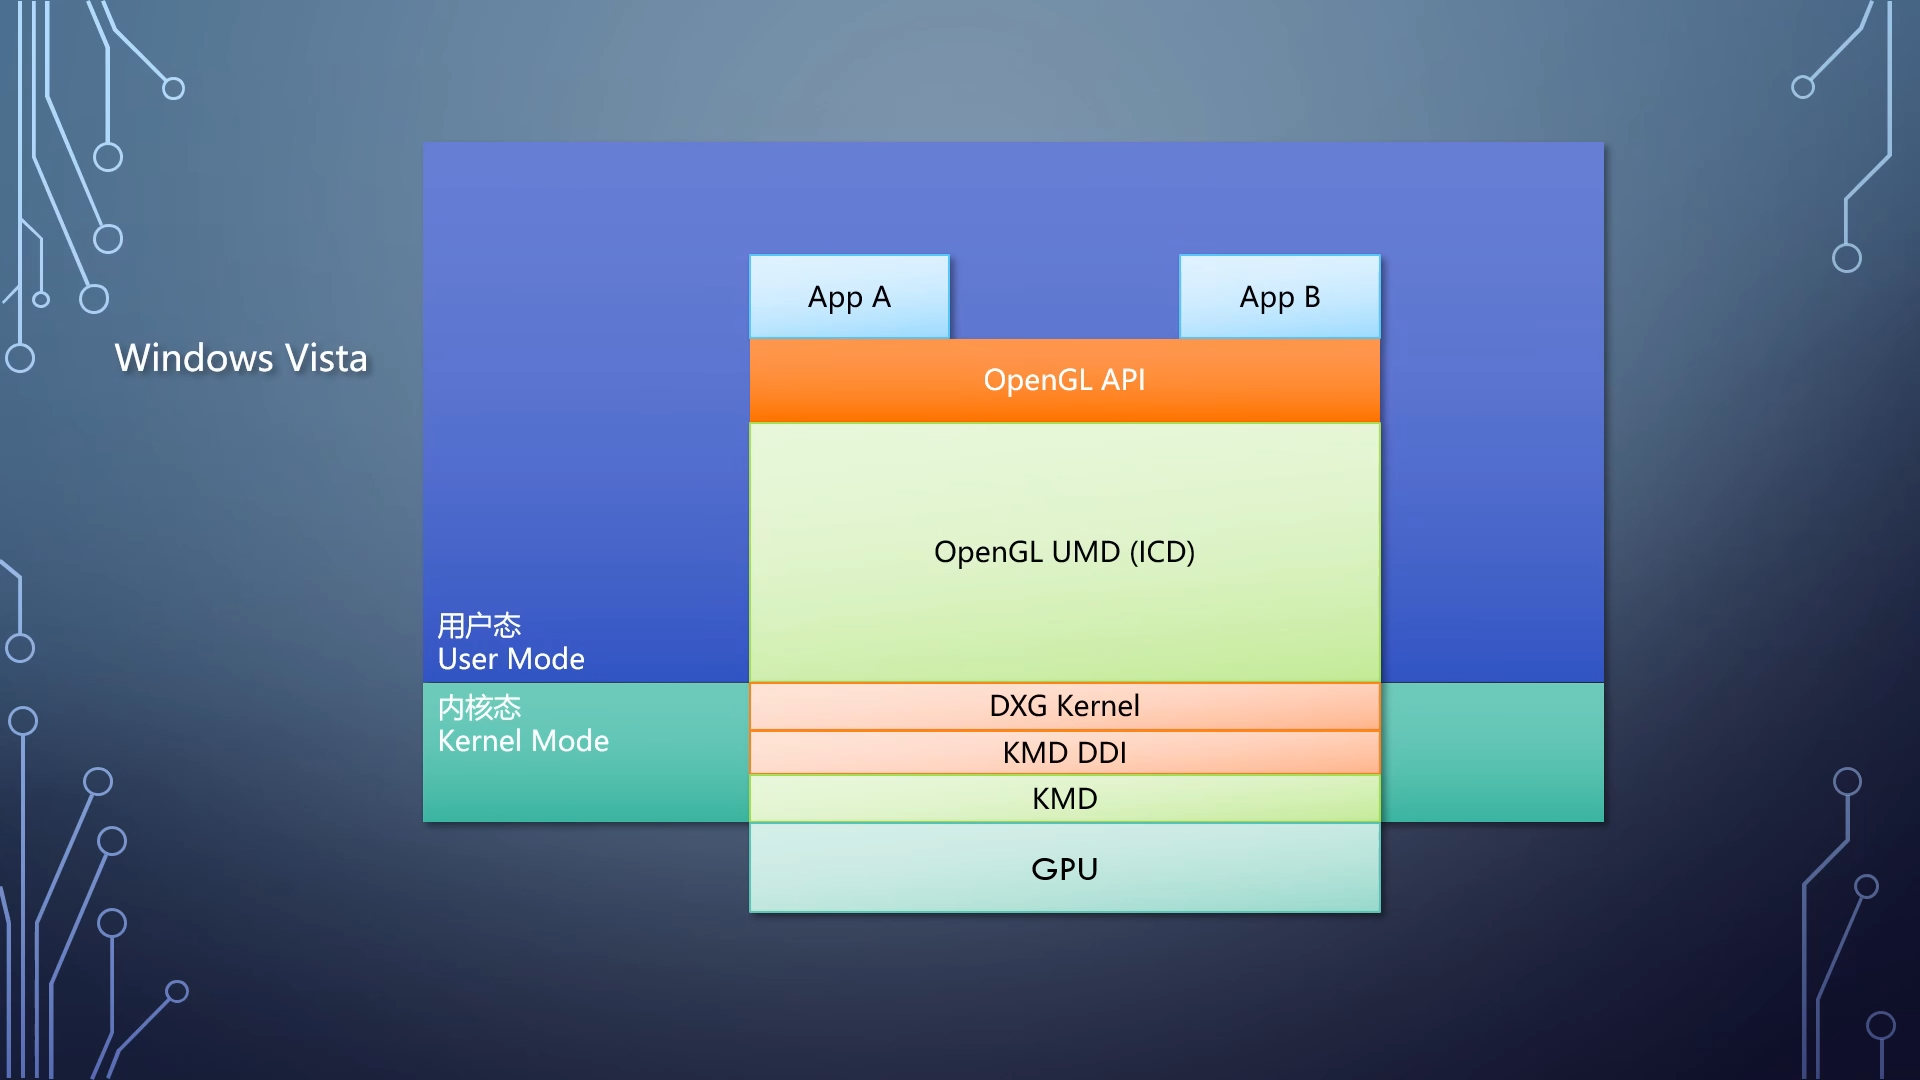 Windows Vista
App A
App B
OpenGL API
OpenGL UMD (ICD)
用户态
User Mode
内核态
Kernel Mode
DXG Kernel
KMD DDI
KMD
GPU